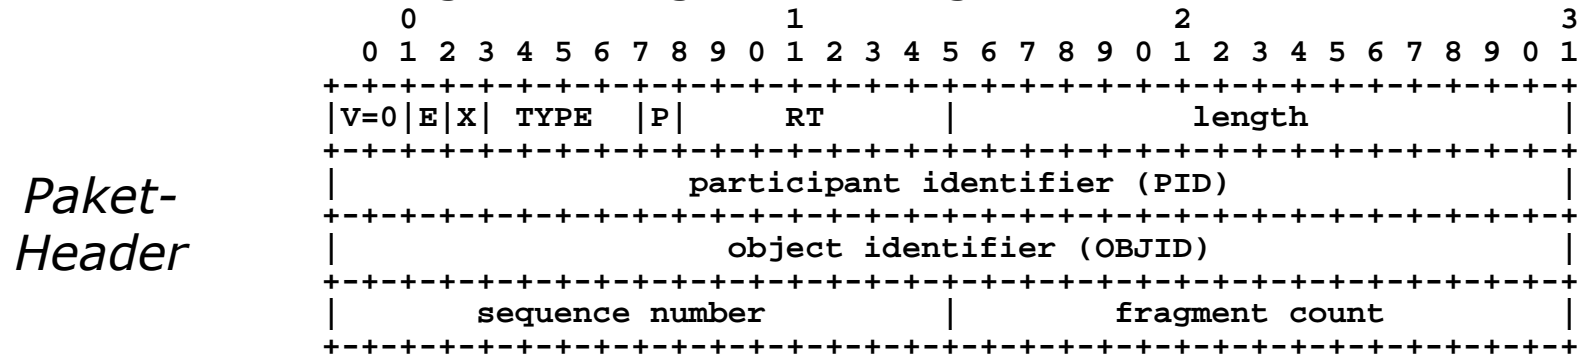 0                   1                   2                   3
0 1 2 3 4 5 6 7 8 9 0 1 2 3 4 5 6 7 8 9 0 1 2 3 4 5 6 7 8 9 0 1
+-+-+-+-+-+-+-+-+-+-+-+-+-+-+-+-+-+-+-+-+-+-+-+-+-+-+-+-+-+-+-+-+
|V=0|E|X| TYPE |P| RT | length |
+-+-+-+-+-+-+-+-+-+-+-+-+-+-+-+-+-+-+-+-+-+-+-+-+-+-+-+-+-+-+-+-+
| participant identifier (PID) |
+-+-+-+-+-+-+-+-+-+-+-+-+-+-+-+-+-+-+-+-+-+-+-+-+-+-+-+-+-+-+-+-+
Paket-
Header
| object identifier (OBJID) |
+-+-+-+-+-+-+-+-+-+-+-+-+-+-+-+-+-+-+-+-+-+-+-+-+-+-+-+-+-+-+-+-+
| sequence number | fragment count |
+-+-+-+-+-+-+-+-+-+-+-+-+-+-+-+-+-+-+-+-+-+-+-+-+-+-+-+-+-+-+-+-+